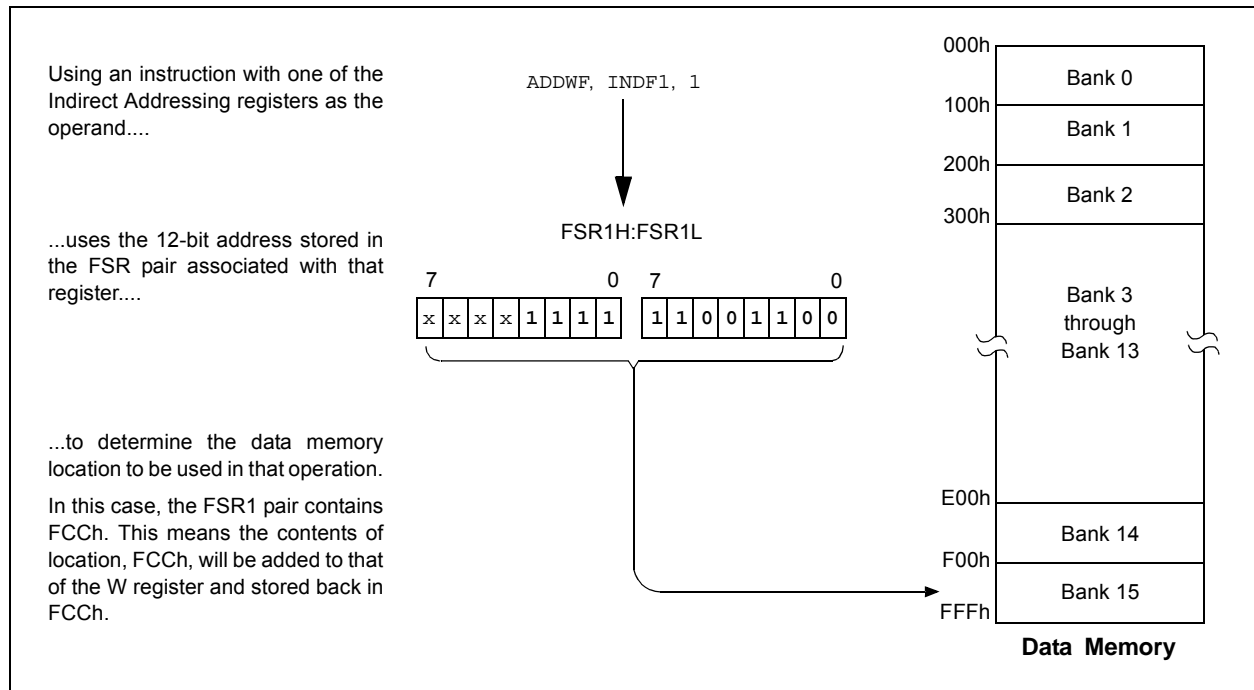 Using an instruction with one of the
Indirect Addressing registers as the
operand....
ADDWF, INDF1, 1
FSR1H:FSR1L
...uses the 12-bit address stored in
the FSR pair associated with that
register....
7 0 7 0
x x x x 1 1 1 1 1 1 0 0 1 1 0 0
...to determine the data memory
location to be used in that operation.
In this case, the FSR1 pair contains
FCCh. This means the contents of
location, FCCh, will be added to that
of the W register and stored back in
FCCh.
000h
Bank 0
100h
Bank 1
200h
Bank 2
300h
Bank 3
through
Bank 13
E00h
Bank 14
F00h
Bank 15
FFFh
Data Memory